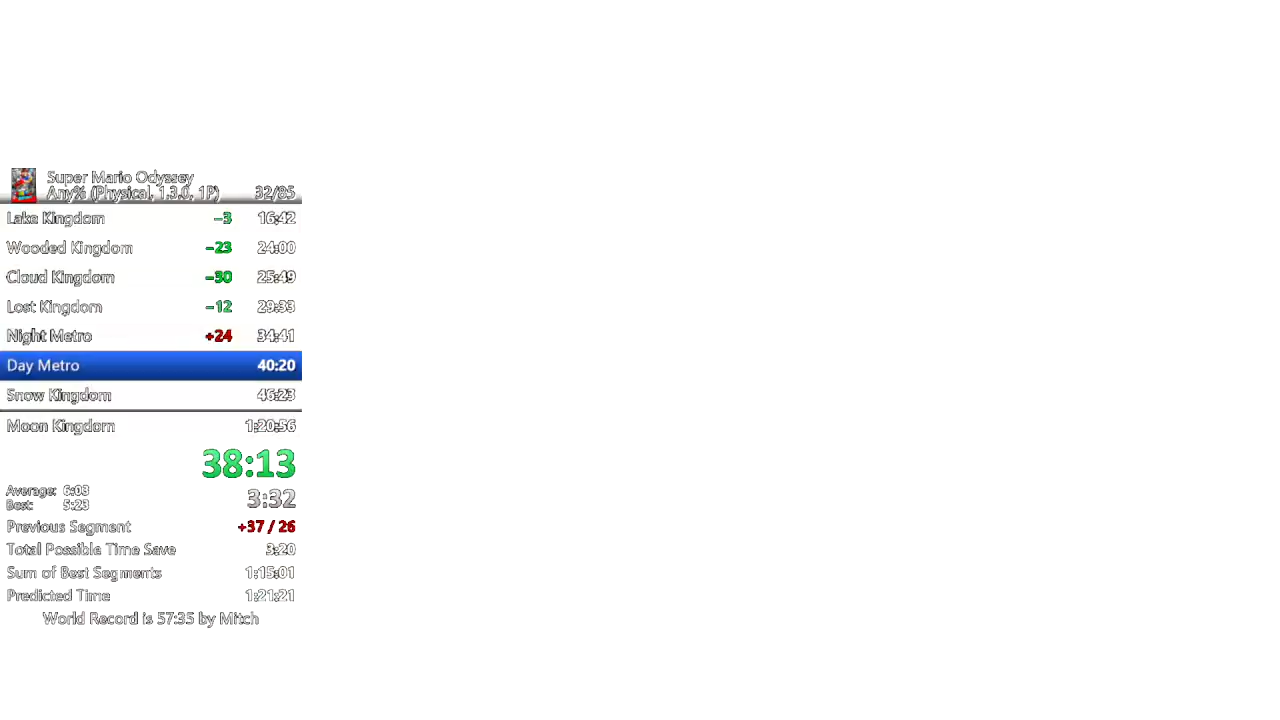 Super Mario Odyssey
Any% (Physical, 1.3.0, 1P) 32/85
Lake Kingdom −3 16:42
Wooded Kingdom −23 24:00
Cloud Kingdom −30 25:49
Lost Kingdom −12 29:33
Night Metro +24 34:41
Day Metro 40:20
Snow Kingdom 46:23
Moon Kingdom 1:20:56
38:13
Average: 6:03
Best: 5:23
3:32
Previous Segment +37 / 26
Total Possible Time Save 3:20
Sum of Best Segments 1:15:01
Predicted Time 1:21:21
World Record is 57:35 by Mitch